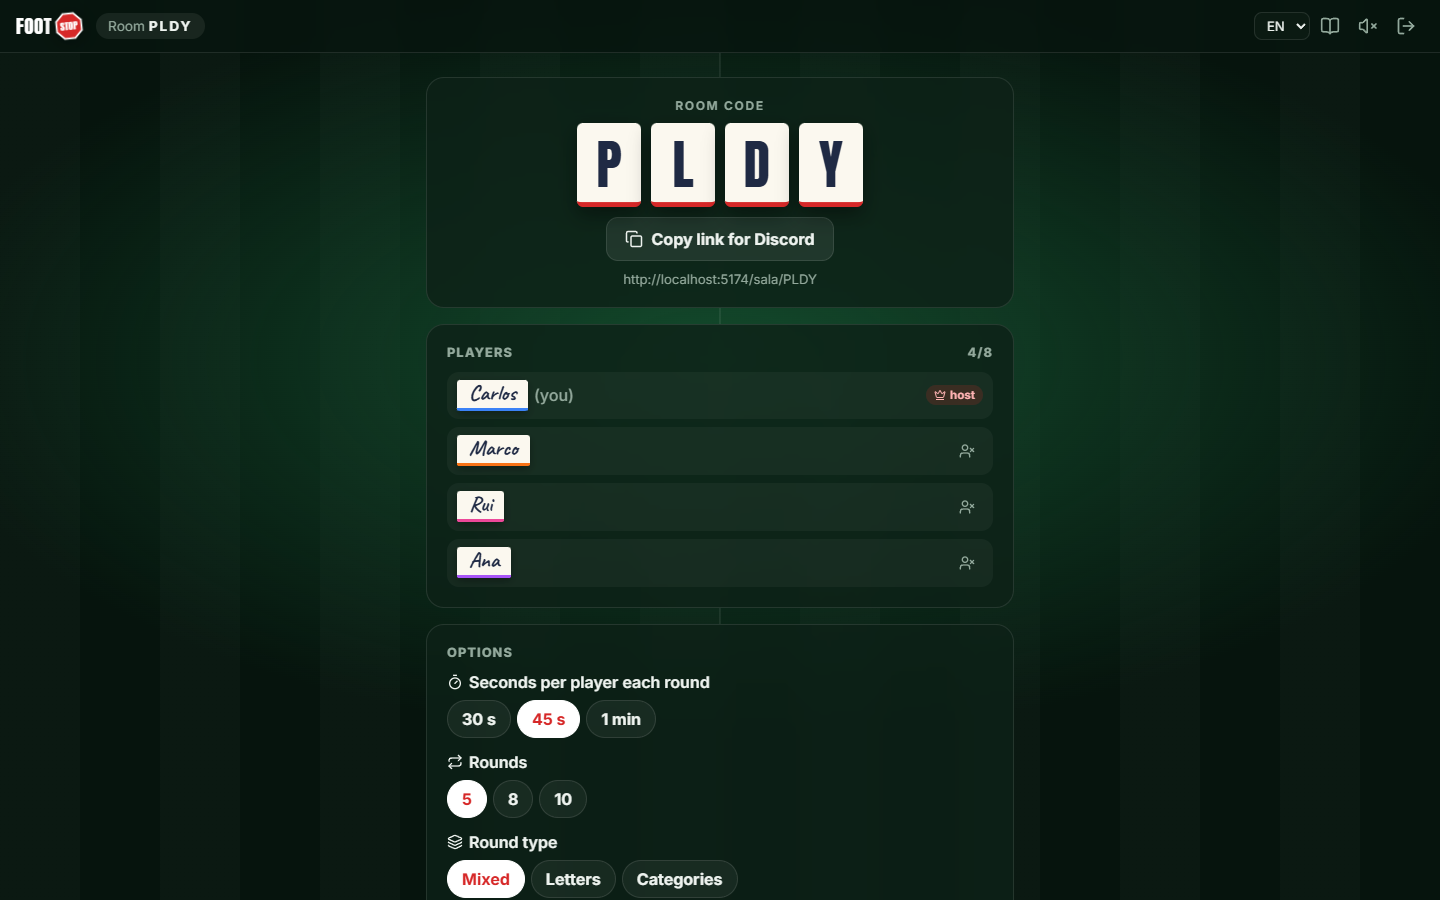 FOOT STOP Room PLDY EN
ROOM CODE
P L D Y
Copy link for Discord
http://localhost:5174/sala/PLDY
PLAYERS 4/8
Carlos (you) host
Marco
Rui
Ana
OPTIONS
Seconds per player each round
30 s 45 s 1 min
Rounds
5 8 10
Round type
Mixed Letters Categories